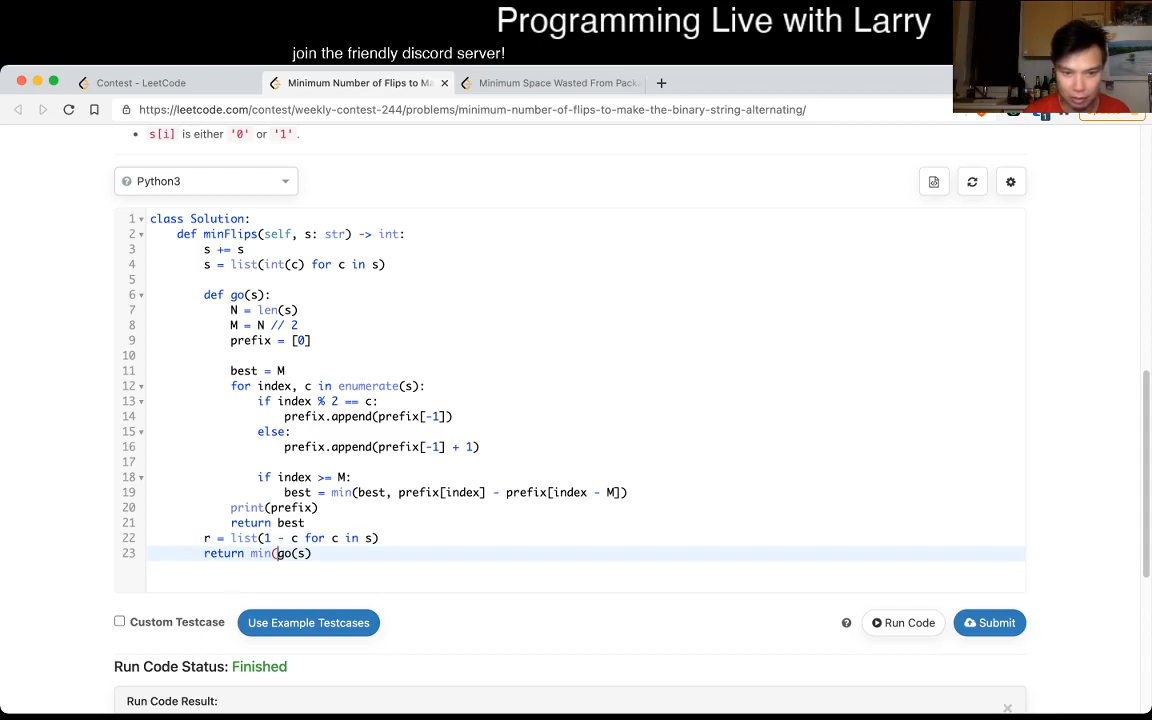 Programming Live with Larry
join the friendly discord server!
Contest - LeetCode
Minimum Number of Flips to Ma
Minimum Space Wasted From Pack
https://leetcode.com/contest/weekly-contest-244/problems/minimum-number-of-flips-to-make-the-binary-string-alternating/
s[i] is either '0' or '1'.
Python3
1 class Solution:
2 def minFlips(self, s: str) -> int:
3 s += s
4 s = list(int(c) for c in s)
5
6 def go(s):
7 N = len(s)
8 M = N // 2
9 prefix = [0]
10
11 best = M
12 for index, c in enumerate(s):
13 if index % 2 == c:
14 prefix.append(prefix[-1])
15 else:
16 prefix.append(prefix[-1] + 1)
17
18 if index >= M:
19 best = min(best, prefix[index] - prefix[index - M])
20 print(prefix)
21 return best
22 r = list(1 - c for c in s)
23 return min(go(s)
Custom Testcase
Use Example Testcases
Run Code
Submit
Run Code Status: Finished
Run Code Result: